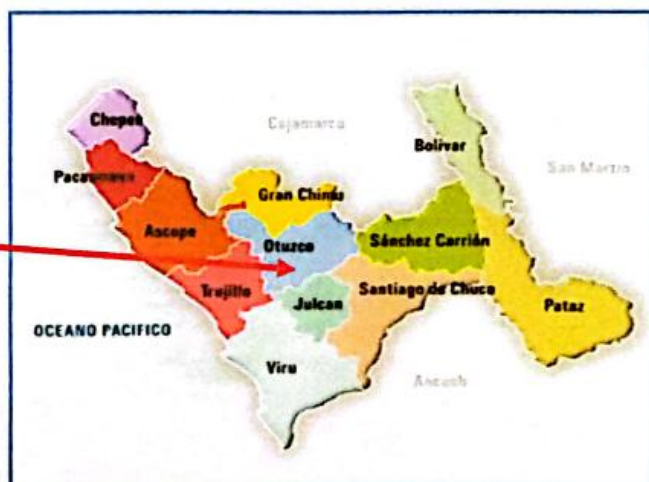 Chepen
Cajamarca
Bolivar
San Martin
Pacasmayo
Gran Chimu
Ascope
Otuzco
Sánchez Carrión
Trujillo
Santiago de Chuco
Julcan
Pataz
OCEANO PACIFICO
Viru
Ancash